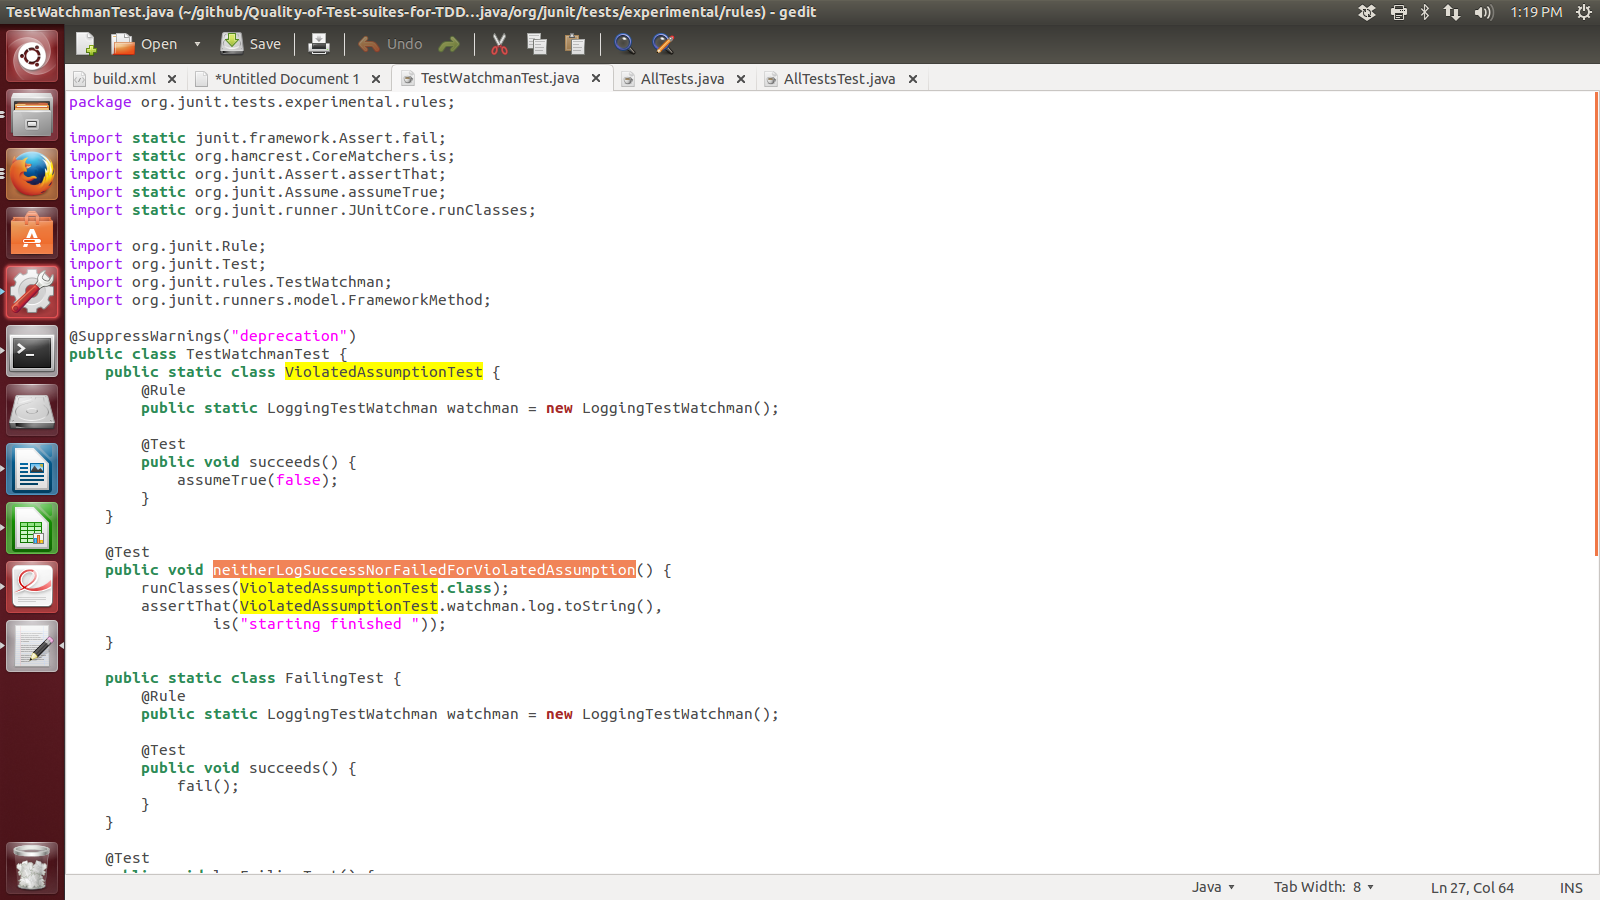 TestWatchmanTest.java (~/github/Quality-of-Test-suites-for-TDD...java/org/junit/tests/experimental/rules) - gedit
1:19 PM
Open
Save
Undo
build.xml
*Untitled Document 1
TestWatchmanTest.java
AllTests.java
AllTestsTest.java
package org.junit.tests.experimental.rules;
import static junit.framework.Assert.fail;
import static org.hamcrest.CoreMatchers.is;
import static org.junit.Assert.assertThat;
import static org.junit.Assume.assumeTrue;
import static org.junit.runner.JUnitCore.runClasses;
import org.junit.Rule;
import org.junit.Test;
import org.junit.rules.TestWatchman;
import org.junit.runners.model.FrameworkMethod;
@SuppressWarnings("deprecation")
public class TestWatchmanTest {
public static class ViolatedAssumptionTest {
@Rule
public static LoggingTestWatchman watchman = new LoggingTestWatchman();
@Test
public void succeeds() {
assumeTrue(false);
}
}
@Test
public void neitherLogSuccessNorFailedForViolatedAssumption() {
runClasses(ViolatedAssumptionTest.class);
assertThat(ViolatedAssumptionTest.watchman.log.toString(),
is("starting finished "));
}
public static class FailingTest {
@Rule
public static LoggingTestWatchman watchman = new LoggingTestWatchman();
@Test
public void succeeds() {
fail();
}
}
@Test
Java
Tab Width: 8
Ln 27, Col 64
INS